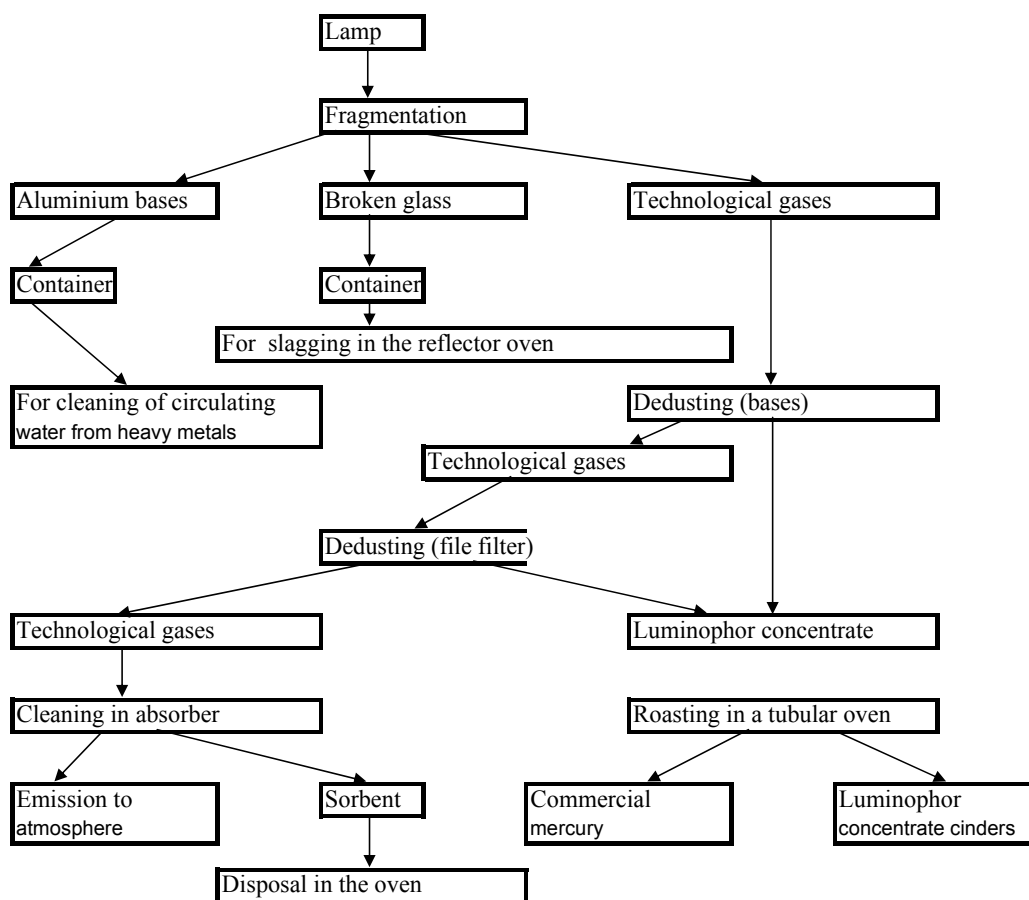 Lamp
Fragmentation
Aluminium bases
Broken glass
Technological gases
Container
Container
For slagging in the reflector oven
For cleaning of circulating
water from heavy metals
Dedusting (bases)
Technological gases
Dedusting (file filter)
Technological gases
Luminophor concentrate
Cleaning in absorber
Roasting in a tubular oven
Emission to
atmosphere
Sorbent
Commercial
mercury
Luminophor
concentrate cinders
Disposal in the oven